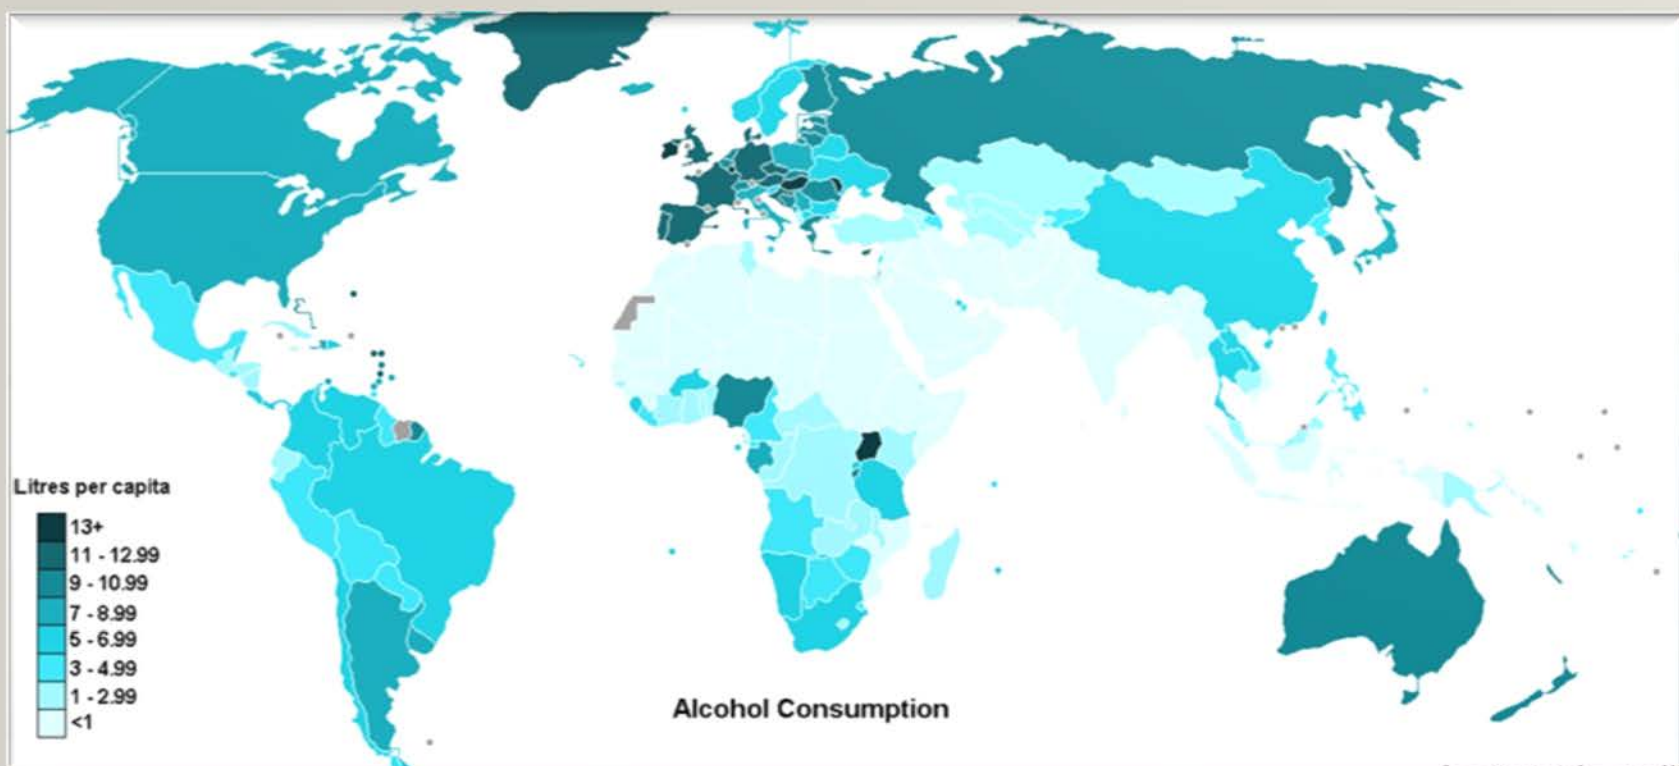 Litres per capita
13+
11 - 12.99
9 - 10.99
7 - 8.99
5 - 6.99
3 - 4.99
1 - 2.99
<1
Alcohol Consumption